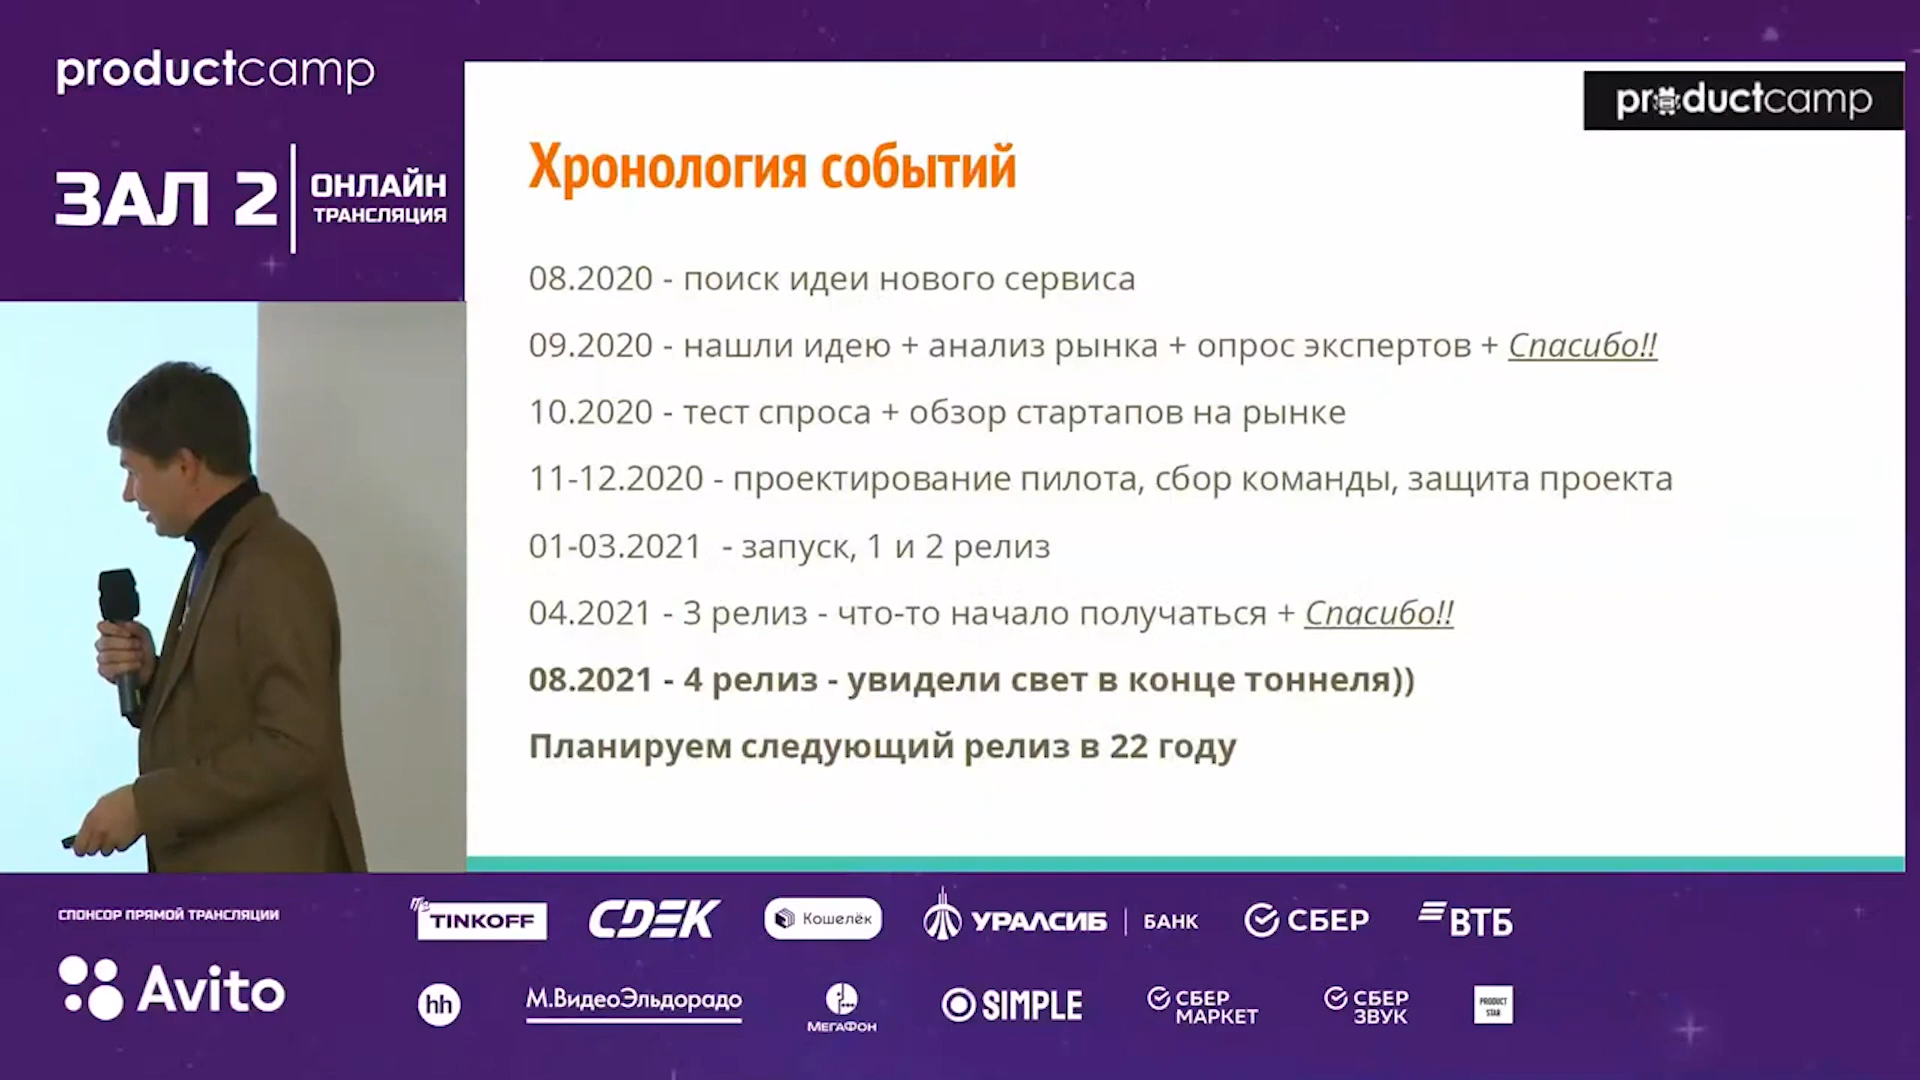 productcamp
ЗАЛ 2
ОНЛАЙН
ТРАНСЛЯЦИЯ
productcamp
Хронология событий
08.2020 - поиск идеи нового сервиса
09.2020 - нашли идею + анализ рынка + опрос экспертов + Спасибо!!
10.2020 - тест спроса + обзор стартапов на рынке
11-12.2020 - проектирование пилота, сбор команды, защита проекта
01-03.2021 - запуск, 1 и 2 релиз
04.2021 - 3 релиз - что-то начало получаться + Спасибо!!
08.2021 - 4 релиз - увидели свет в конце тоннеля))
Планируем следующий релиз в 22 году
СПОНСОР ПРЯМОЙ ТРАНСЛЯЦИИ
Avito
TINKOFF
CDEK
Кошелёк
УРАЛСИБ | БАНК
СБЕР
ВТБ
hh
М.ВидеоЭльдорадо
МЕГАФОН
SIMPLE
СБЕР
МАРКЕТ
СБЕР
ЗВУК
PRODUCT
STAR